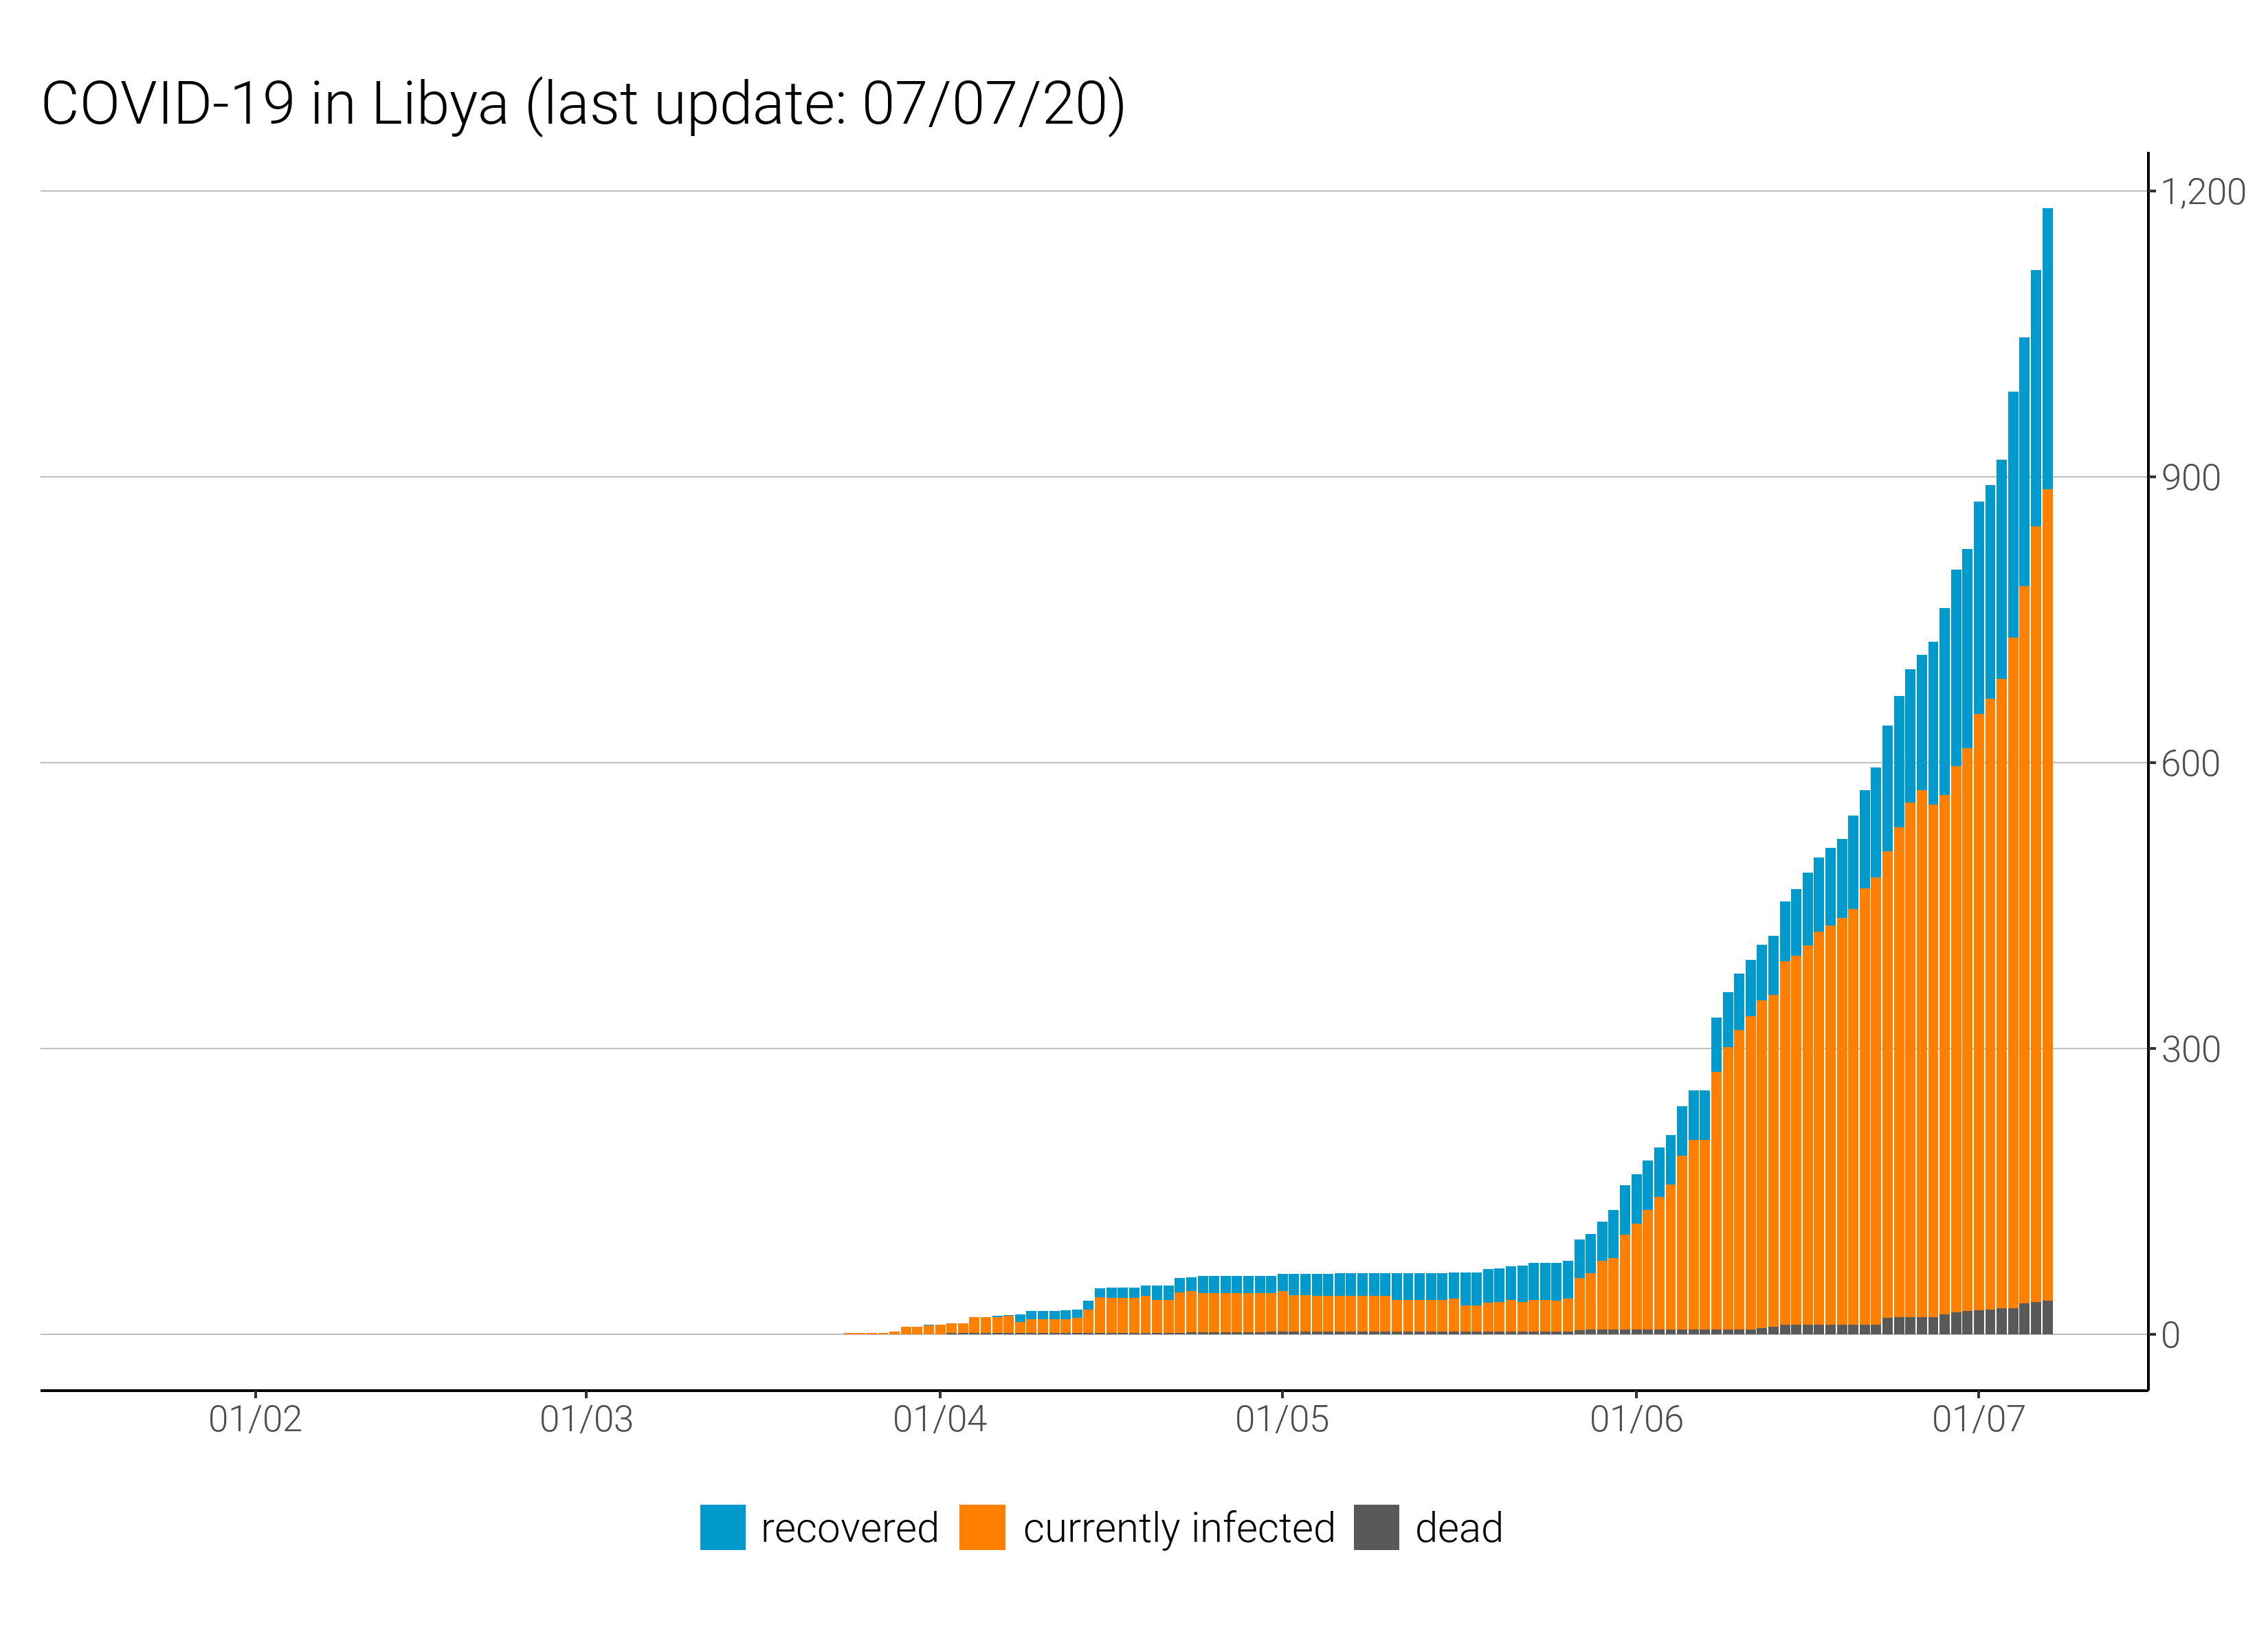 COVID-19 in Libya (last update: 07/07/20)
1,200
900
600
300
0
01/02 01/03 01/04 01/05 01/06 01/07
recovered currently infected dead